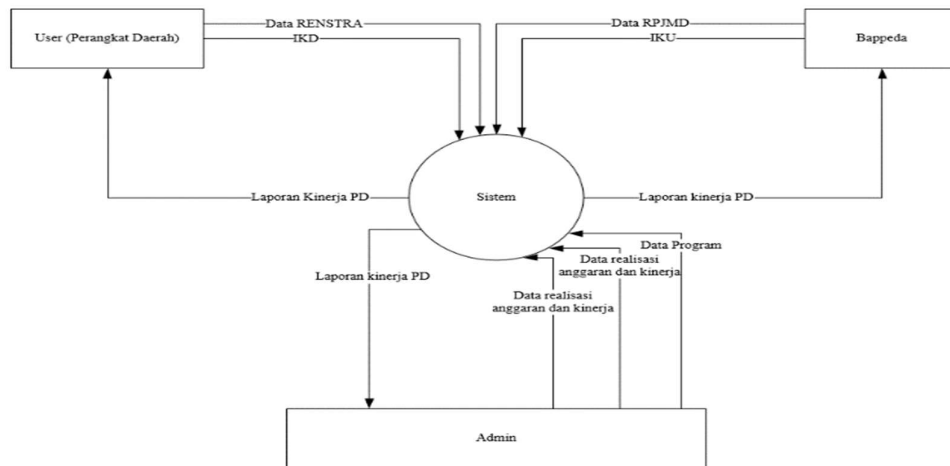 User (Perangkat Daerah)
Data RENSTRA
IKD
Data RPJMD
IKU
Bappeda
Laporan Kinerja PD
Sistem
Laporan kinerja PD
Data Program
Data realisasi
anggaran dan kinerja
Laporan kinerja PD
Data realisasi
anggaran dan kinerja
Admin